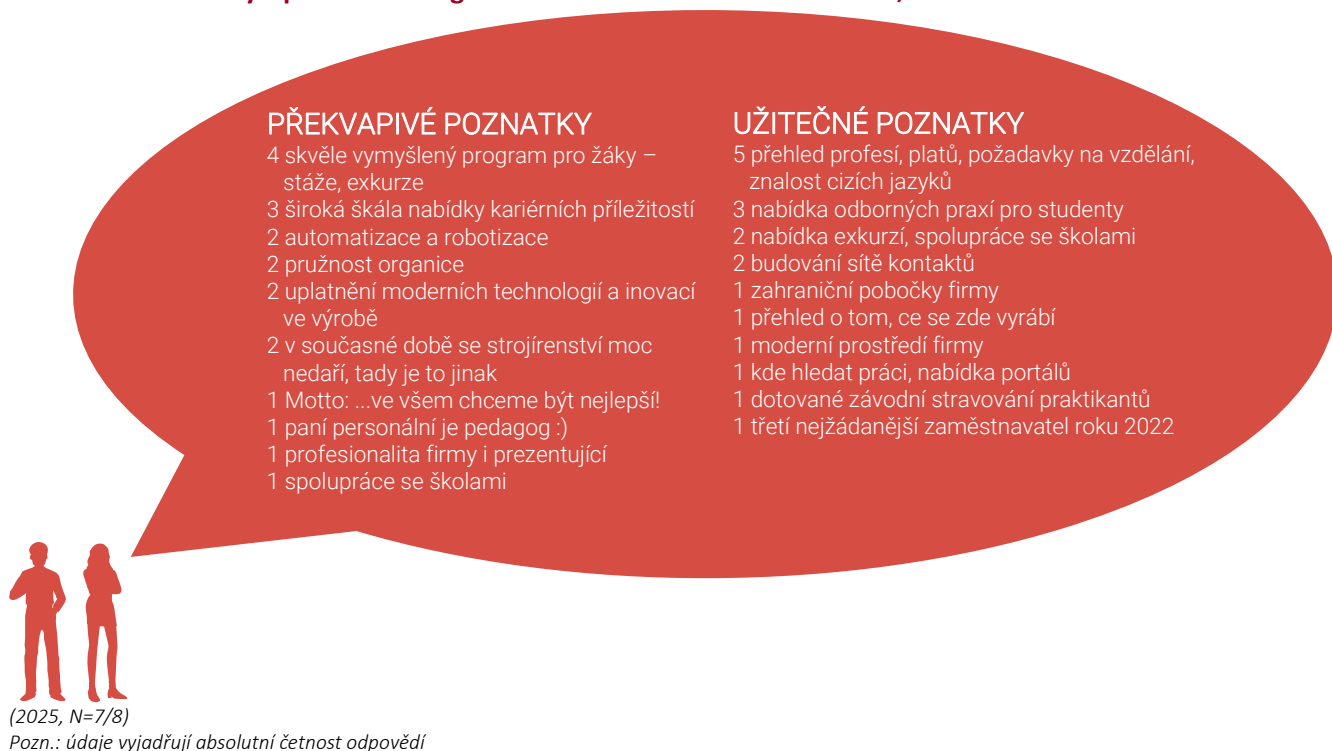 PŘEKVAPIVÉ POZNATKY
4 skvěle vymyšlený program pro žáky –
stáže, exkurze
3 široká škála nabídky kariérních příležitostí
2 automatizace a robotizace
2 pružnost organice
2 uplatnění moderních technologií a inovací
ve výrobě
2 v současné době se strojírenství moc
nedaří, tady je to jinak
1 Motto: ...ve všem chceme být nejlepší!
1 paní personální je pedagog :)
1 profesionalita firmy i prezentující
1 spolupráce se školami
UŽITEČNÉ POZNATKY
5 přehled profesí, platů, požadavky na vzdělání,
znalost cizích jazyků
3 nabídka odborných praxí pro studenty
2 nabídka exkurzí, spolupráce se školami
2 budování sítě kontaktů
1 zahraniční pobočky firmy
1 přehled o tom, ce se zde vyrábí
1 moderní prostředí firmy
1 kde hledat práci, nabídka portálů
1 dotované závodní stravování praktikantů
1 třetí nejžádanější zaměstnavatel roku 2022
(2025, N=7/8)
Pozn.: údaje vyjadřují absolutní četnost odpovědí